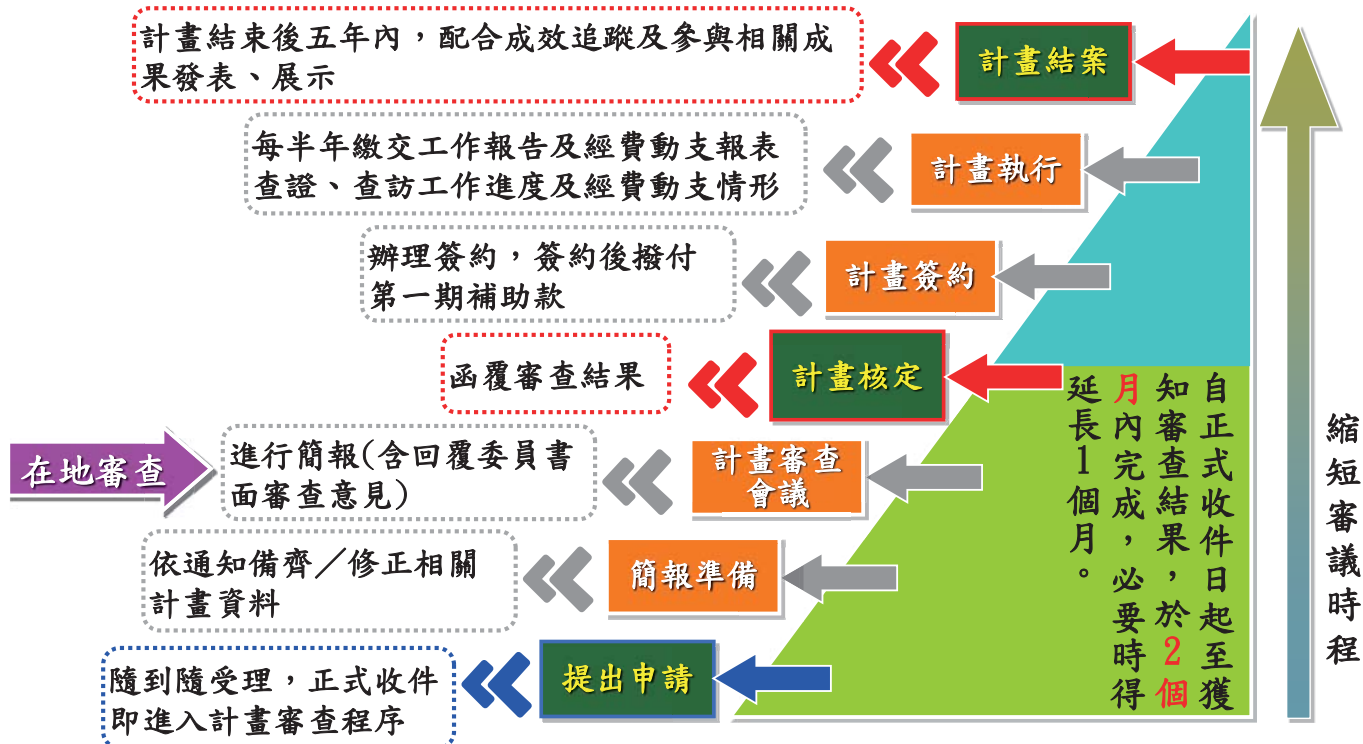 計畫結束後五年內，配合成效追蹤及參與相關成
果發表、展示
計畫結案
每半年繳交工作報告及經費動支報表
查證、查訪工作進度及經費動支情形
計畫執行
辦理簽約，簽約後撥付
第一期補助款
計畫簽約
函覆審查結果
計畫核定
在地審查
進行簡報(含回覆委員書
面審查意見)
計畫審查
會議
依通知備齊／修正相關
計畫資料
簡報準備
隨到隨受理，正式收件
即進入計畫審查程序
提出申請
自正式收件日起至獲
知審查結果，於2個
月內完成，必要時得
延長1個月。
縮短審議時程